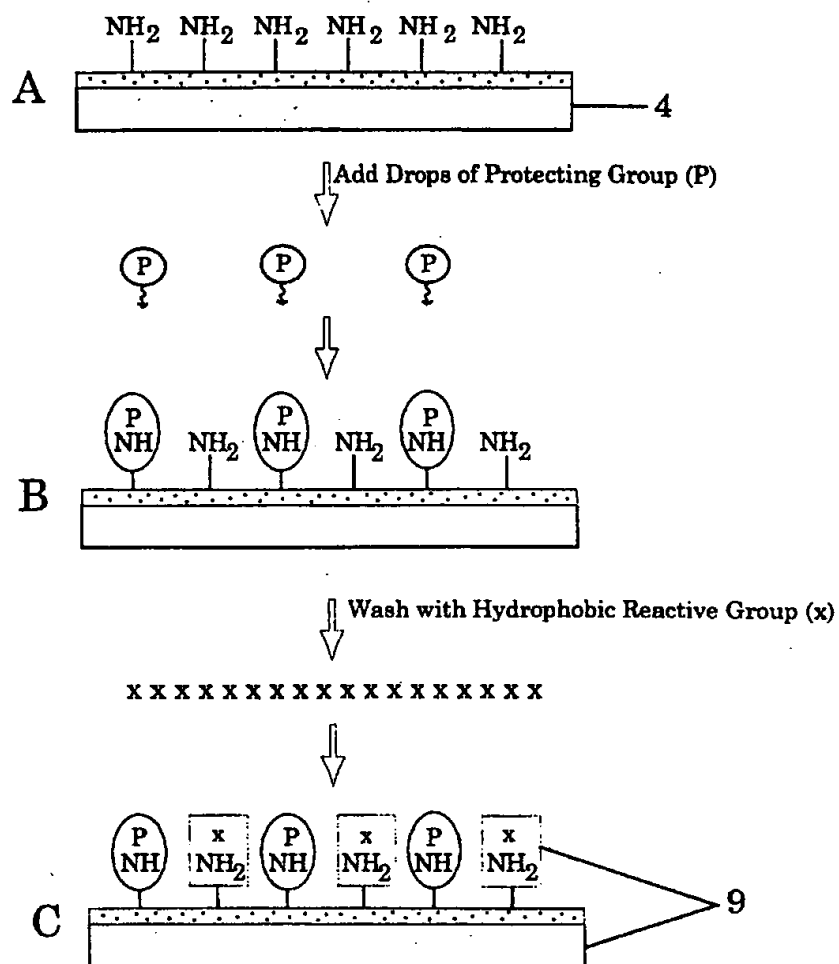 NH2 NH2 NH2 NH2 NH2 NH2
A
4
Add Drops of Protecting Group (P)
P P P
P P P
NH NH2 NH NH2 NH NH2
B
Wash with Hydrophobic Reactive Group (x)
x x x x x x x x x x x x x x x x x x
P x P x P x
NH NH2 NH NH2 NH NH2
9
C